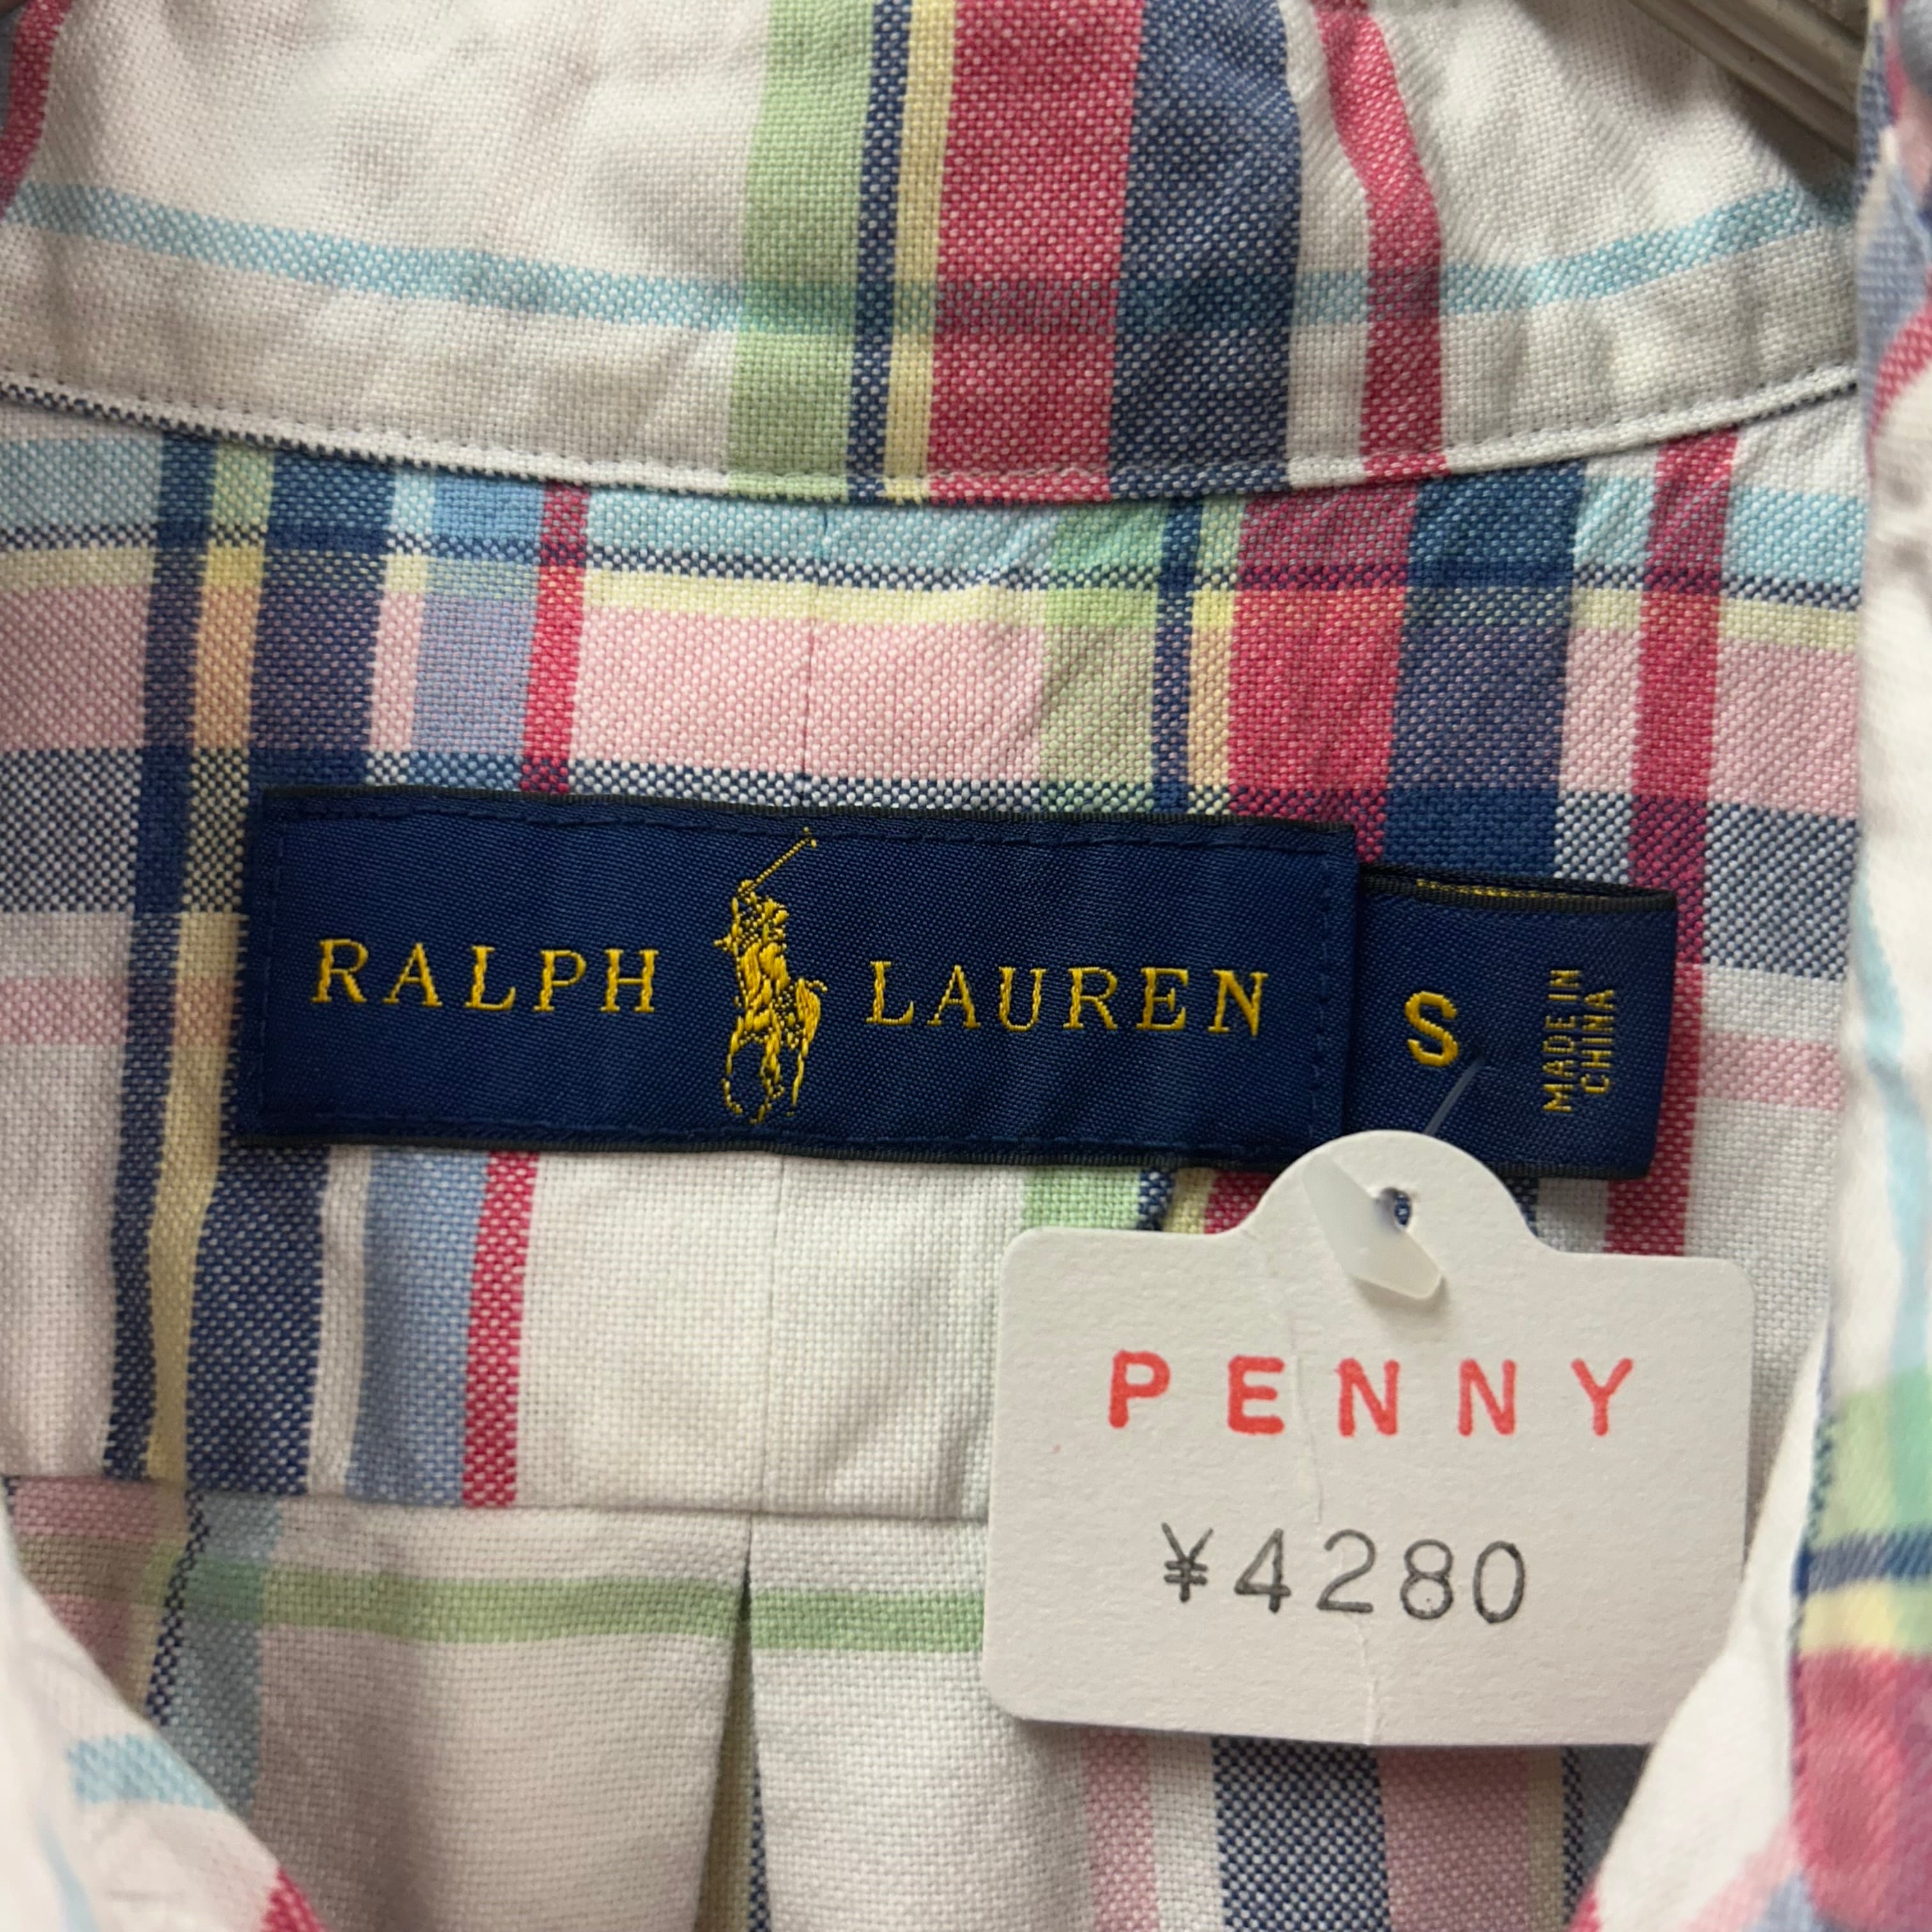 RALPH LAUREN
S
MADE IN
CHINA
PENNY
¥4280